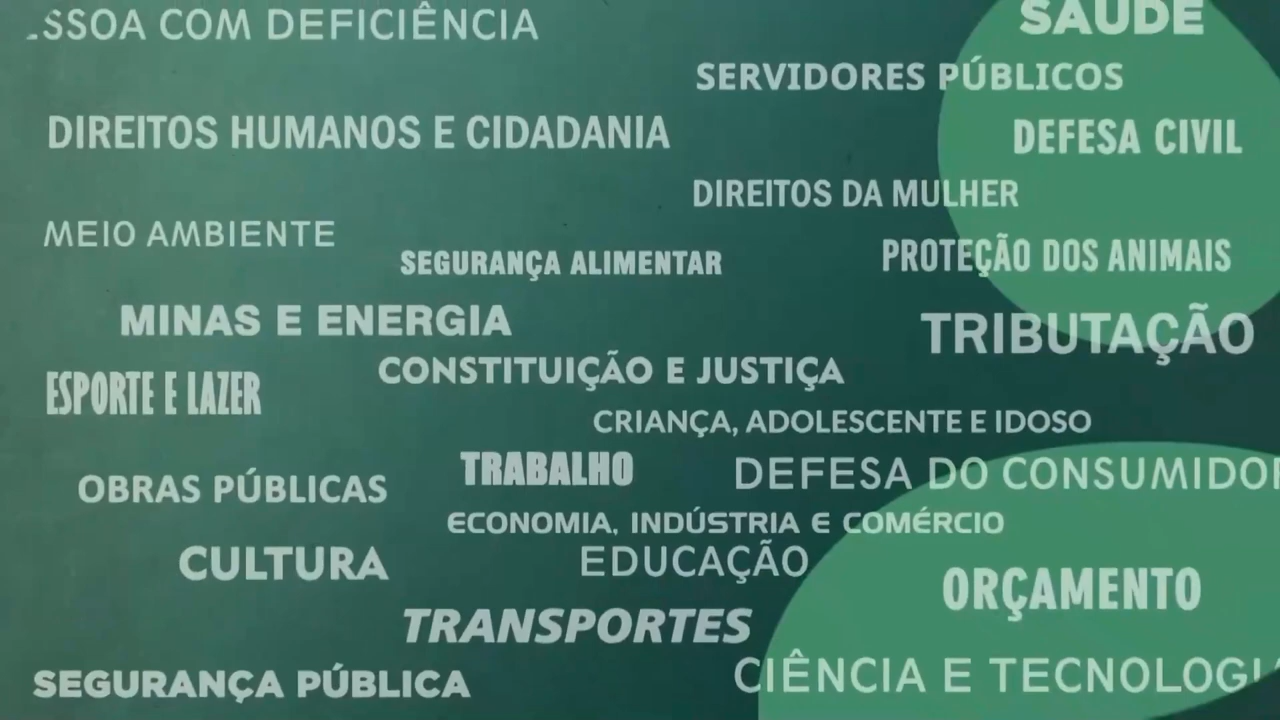 SSOA COM DEFICIÊNCIA
SAÚDE
SERVIDORES PÚBLICOS
DIREITOS HUMANOS E CIDADANIA
DEFESA CIVIL
DIREITOS DA MULHER
MEIO AMBIENTE
SEGURANÇA ALIMENTAR
PROTEÇÃO DOS ANIMAIS
MINAS E ENERGIA
TRIBUTAÇÃO
CONSTITUIÇÃO E JUSTIÇA
ESPORTE E LAZER
CRIANÇA, ADOLESCENTE E IDOSO
TRABALHO
DEFESA DO CONSUMIDOR
OBRAS PÚBLICAS
ECONOMIA, INDÚSTRIA E COMÉRCIO
CULTURA
EDUCAÇÃO
ORÇAMENTO
TRANSPORTES
SEGURANÇA PÚBLICA
CIÊNCIA E TECNOLOGI